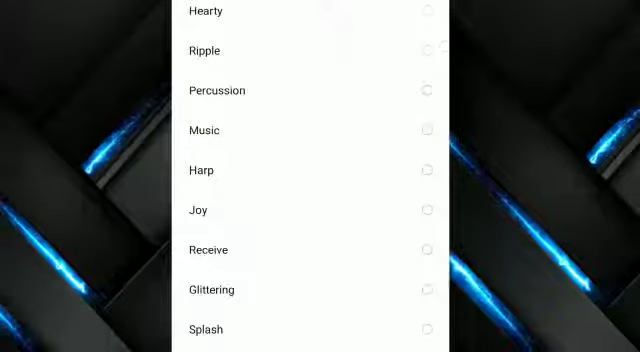 Hearty
Ripple
Percussion
Music
Harp
Joy
Receive
Glittering
Splash